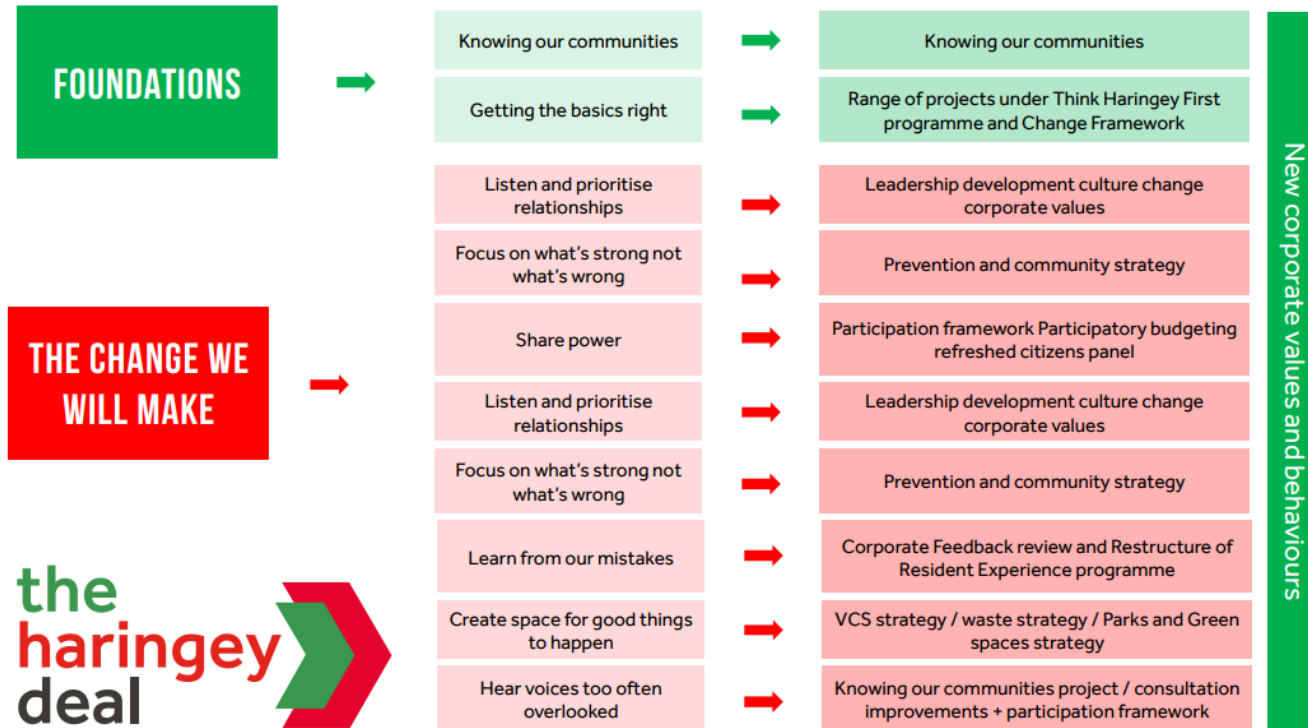 FOUNDATIONS
Knowing our communities
Knowing our communities
Getting the basics right
Range of projects under Think Haringey First
programme and Change Framework
THE CHANGE WE
WILL MAKE
Listen and prioritise
relationships
Leadership development culture change
corporate values
Focus on what's strong not
what's wrong
Prevention and community strategy
Share power
Participation framework Participatory budgeting
refreshed citizens panel
Listen and prioritise
relationships
Leadership development culture change
corporate values
Focus on what's strong not
what's wrong
Prevention and community strategy
Learn from our mistakes
Corporate Feedback review and Restructure of
Resident Experience programme
Create space for good things
to happen
VCS strategy / waste strategy / Parks and Green
spaces strategy
Hear voices too often
overlooked
Knowing our communities project / consultation
improvements + participation framework
New corporate values and behaviours
the
haringey
deal